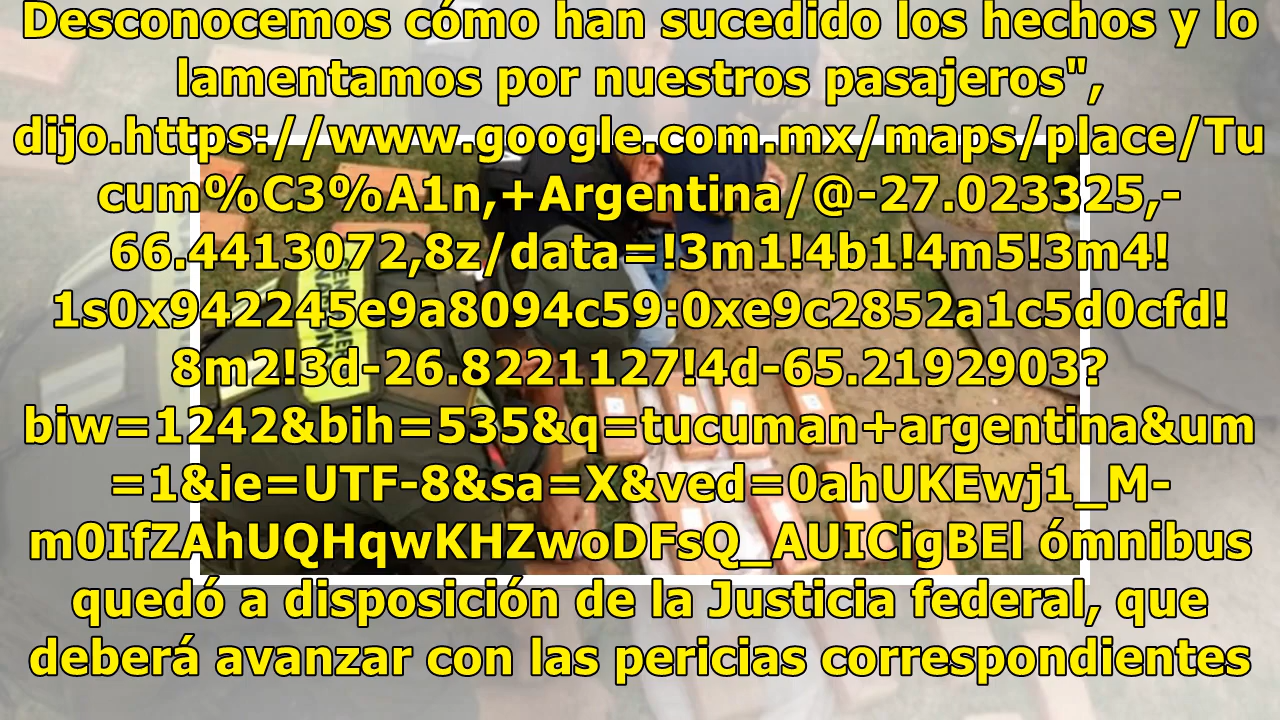 Desconocemos cómo han sucedido los hechos y lo
lamentamos por nuestros pasajeros",
dijo.https://www.google.com.mx/maps/place/Tu
cum%C3%A1n,+Argentina/@-27.023325,-
66.4413072,8z/data=!3m1!4b1!4m5!3m4!
1s0x942245e9a8094c59:0xe9c2852a1c5d0cfd!
8m2!3d-26.8221127!4d-65.2192903?
biw=1242&bih=535&q=tucuman+argentina&um
=1&ie=UTF-8&sa=X&ved=0ahUKEwj1_M-
m0IfZAhUQHqwKHZwoDFsQ_AUICigBEl ómnibus
quedó a disposición de la Justicia federal, que
deberá avanzar con las pericias correspondientes